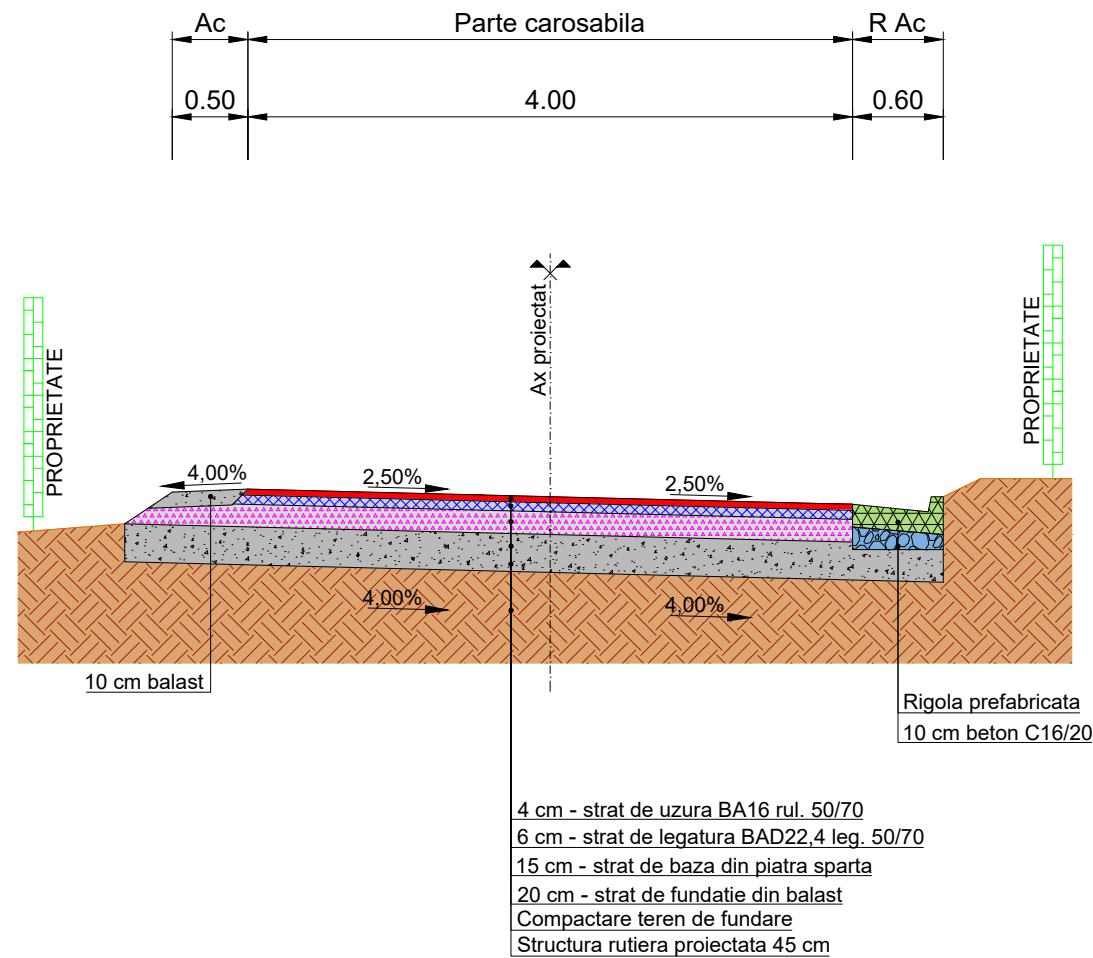 Ac
Parte carosabila
R Ac
0.50
4.00
0.60
Ax proiectat
PROPRIETATE
PROPRIETATE
4,00%
2,50%
2,50%
4,00%
4,00%
10 cm balast
Rigola prefabricata
10 cm beton C16/20
4 cm - strat de uzura BA16 rul. 50/70
6 cm - strat de legatura BAD22,4 leg. 50/70
15 cm - strat de baza din piatra sparta
20 cm - strat de fundatie din balast
Compactare teren de fundare
Structura rutiera proiectata 45 cm